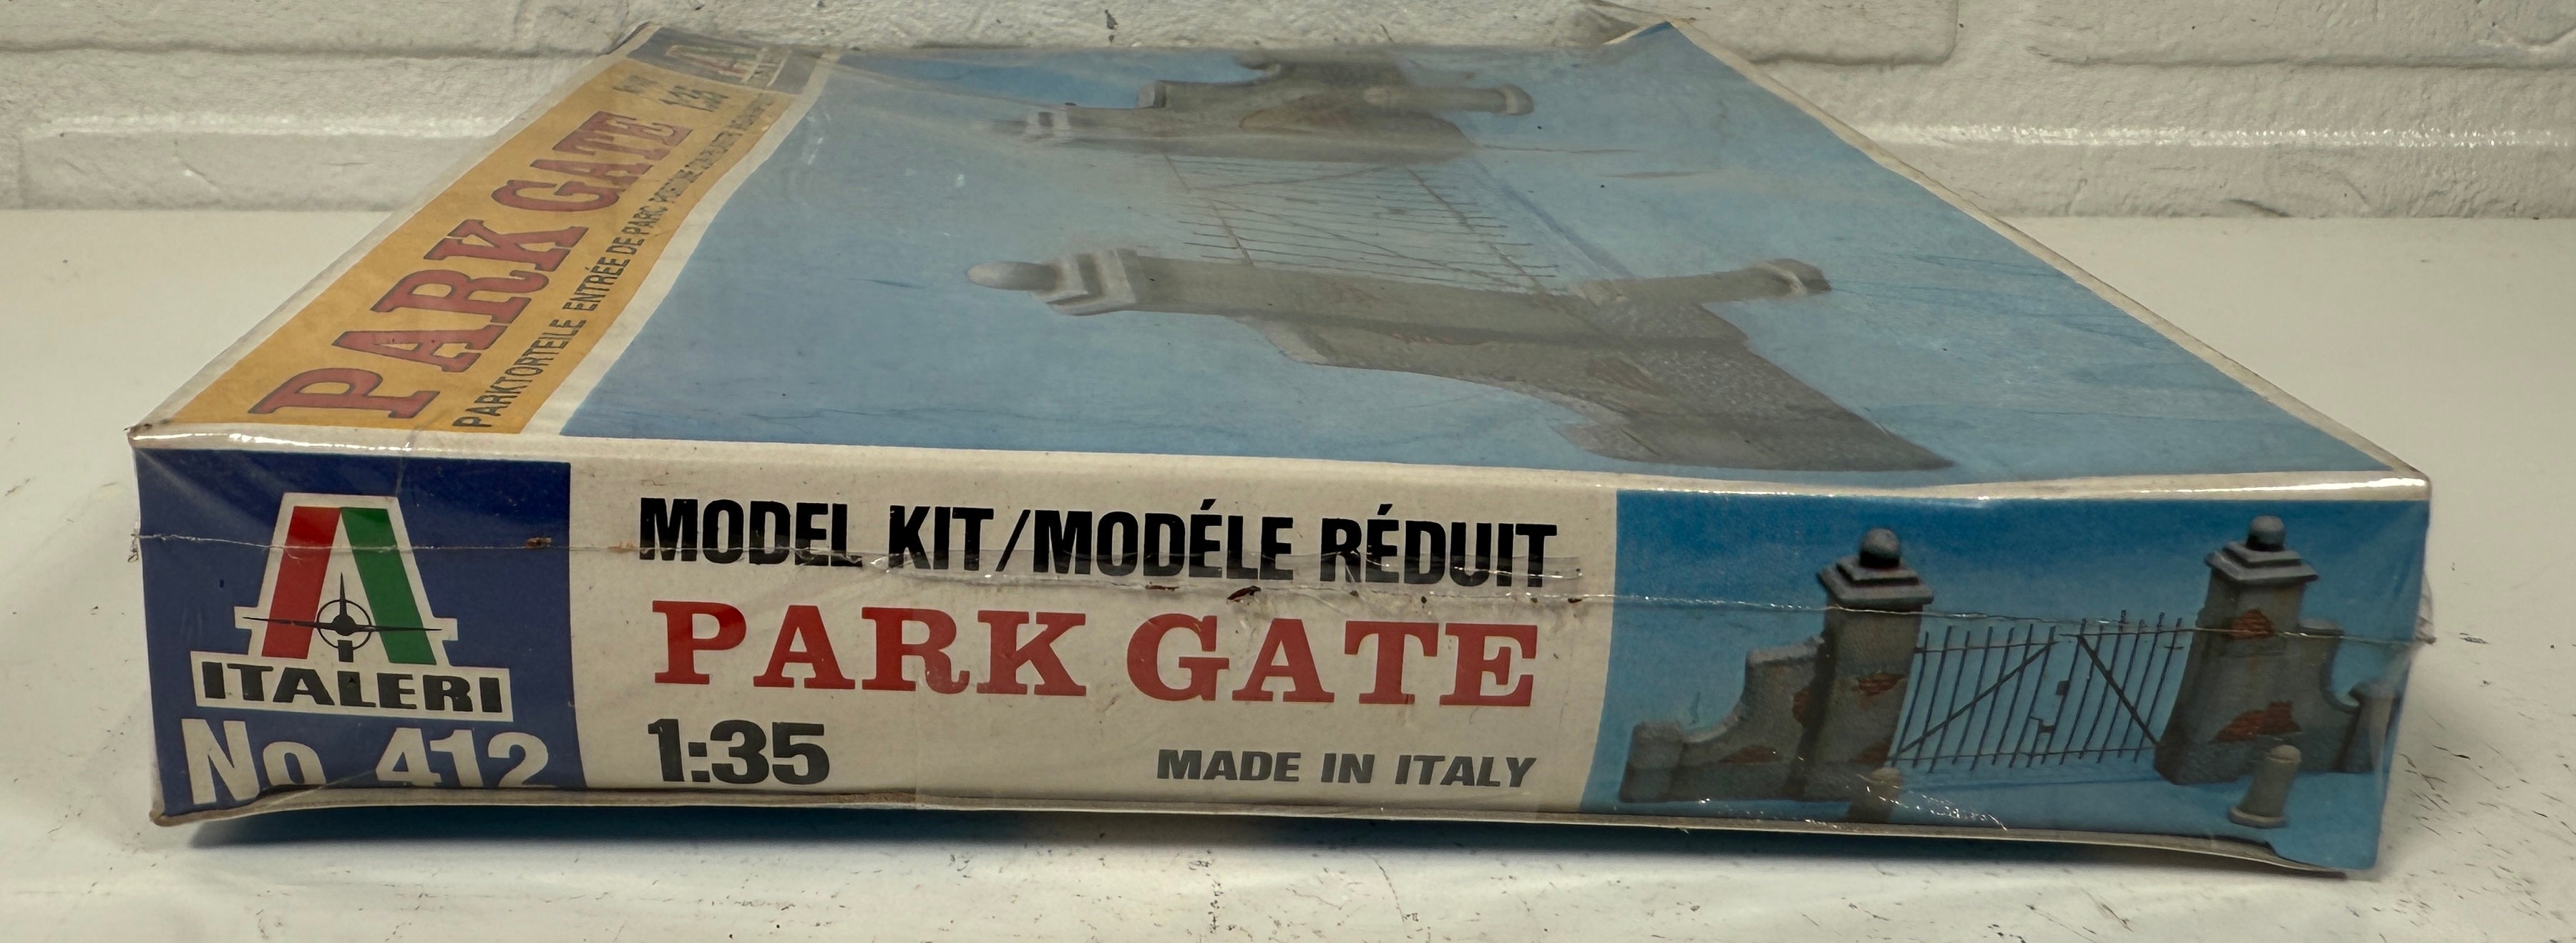 PARK GATE
1:35
PARKTORTEILE ENTRÉE DE PARC
ITALERI
No 412
MODEL KIT/MODÉLE RÉDUIT
PARK GATE
1:35
MADE IN ITALY